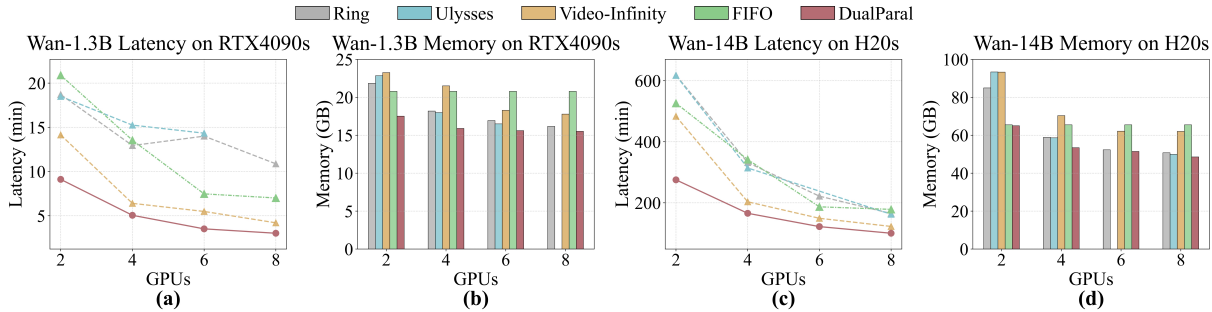 Ring Ulysses Video-Infinity FIFO DualParal
Wan-1.3B Latency on RTX4090s
Latency (min)
20
15
10
5
2 4 6 8
GPUs
(a)
Wan-1.3B Memory on RTX4090s
Memory (GB)
25
20
15
10
5
0
2 4 6 8
GPUs
(b)
Wan-14B Latency on H20s
Latency (min)
600
400
200
2 4 6 8
GPUs
(c)
Wan-14B Memory on H20s
Memory (GB)
100
80
60
40
20
0
2 4 6 8
GPUs
(d)